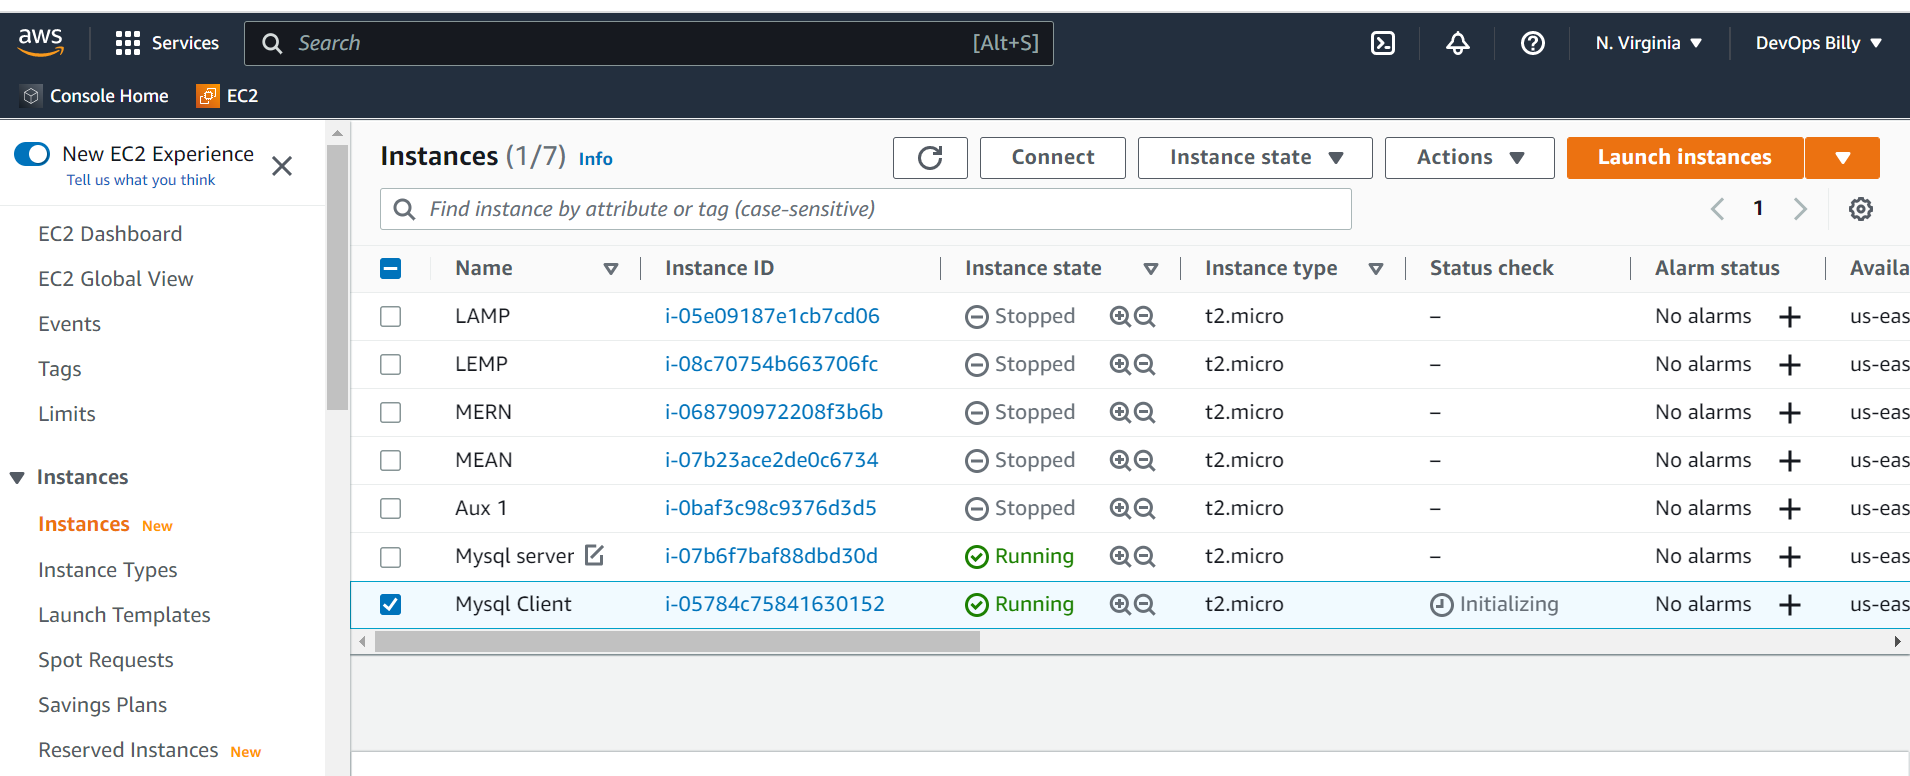 aws Services Search [Alt+S] N. Virginia DevOps Billy
Console Home EC2
New EC2 Experience
Tell us what you think
EC2 Dashboard
EC2 Global View
Events
Tags
Limits
Instances
Instances New
Instance Types
Launch Templates
Spot Requests
Savings Plans
Reserved Instances New
Instances (1/7) Info Connect Instance state Actions Launch instances
Find instance by attribute or tag (case-sensitive) 1
Name Instance ID Instance state Instance type Status check Alarm status Availa
LAMP i-05e09187e1cb7cd06 Stopped t2.micro – No alarms us-eas
LEMP i-08c70754b663706fc Stopped t2.micro – No alarms us-eas
MERN i-068790972208f3b6b Stopped t2.micro – No alarms us-eas
MEAN i-07b23ace2de0c6734 Stopped t2.micro – No alarms us-eas
Aux 1 i-0baf3c98c9376d3d5 Stopped t2.micro – No alarms us-eas
Mysql server i-07b6f7baf88dbd30d Running t2.micro – No alarms us-eas
Mysql Client i-05784c75841630152 Running t2.micro Initializing No alarms us-eas